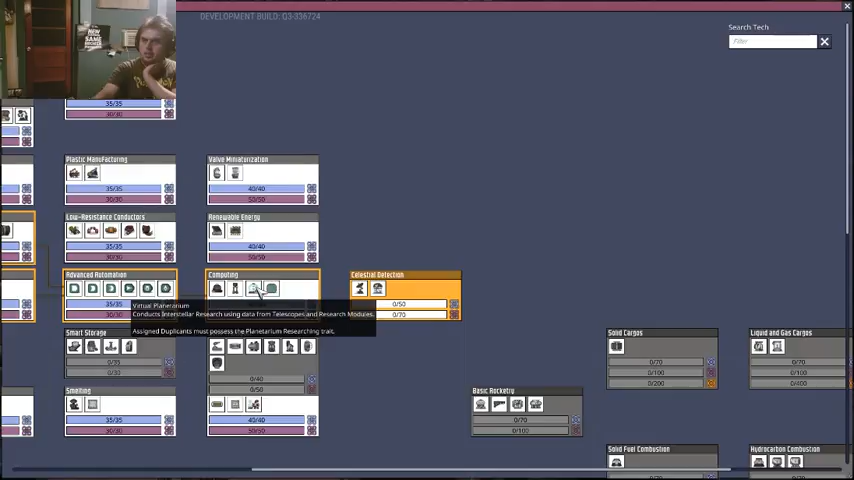 DEVELOPMENT BUILD: Q3-336724
Search Tech
Filter
35/35
30/30
Plastic Manufacturing
35/35
30/30
Valve Miniaturization
40/40
50/50
Low-Resistance Conductors
35/35
30/30
Renewable Energy
40/40
50/50
Advanced Automation
35/35
30/30
Computing
Celestial Detection
0/50
0/70
Virtual Planetarium
Conducts Interstellar Research using data from Telescopes and Research Modules.
Assigned Duplicants must possess the Planetarium Researching trait.
Smart Storage
0/35
0/30
0/40
0/50
Solid Cargos
0/70
0/100
0/200
Liquid and Gas Cargos
0/70
0/100
0/400
Smelting
35/35
30/30
40/40
50/50
Basic Rocketry
0/70
0/100
Solid Fuel Combustion
Hydrocarbon Combustion